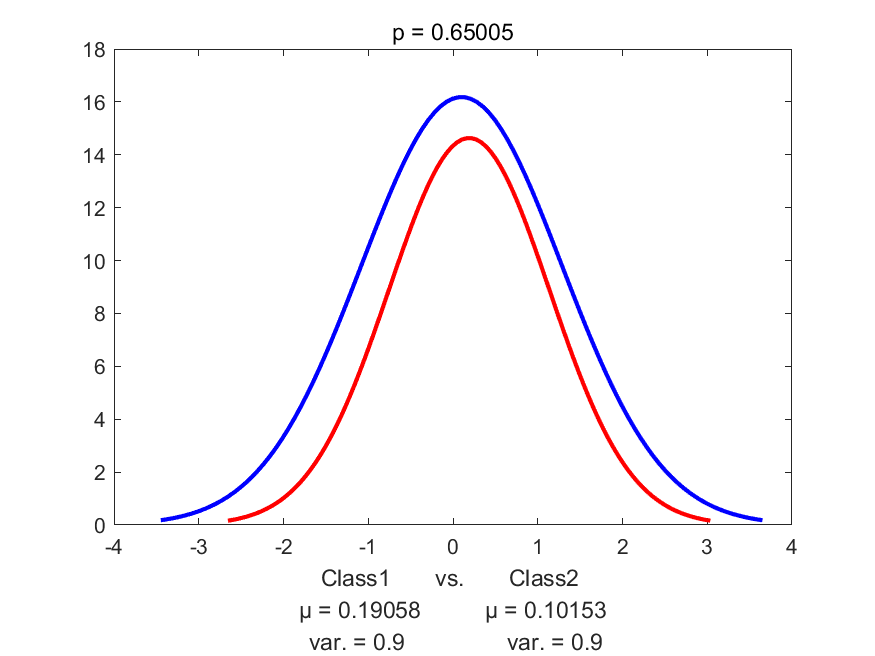 p = 0.65005
18
16
14
12
10
8
6
4
2
0
-4 -3 -2 -1 0 1 2 3 4
Class1 vs. Class2
μ = 0.19058 μ = 0.10153
var. = 0.9 var. = 0.9